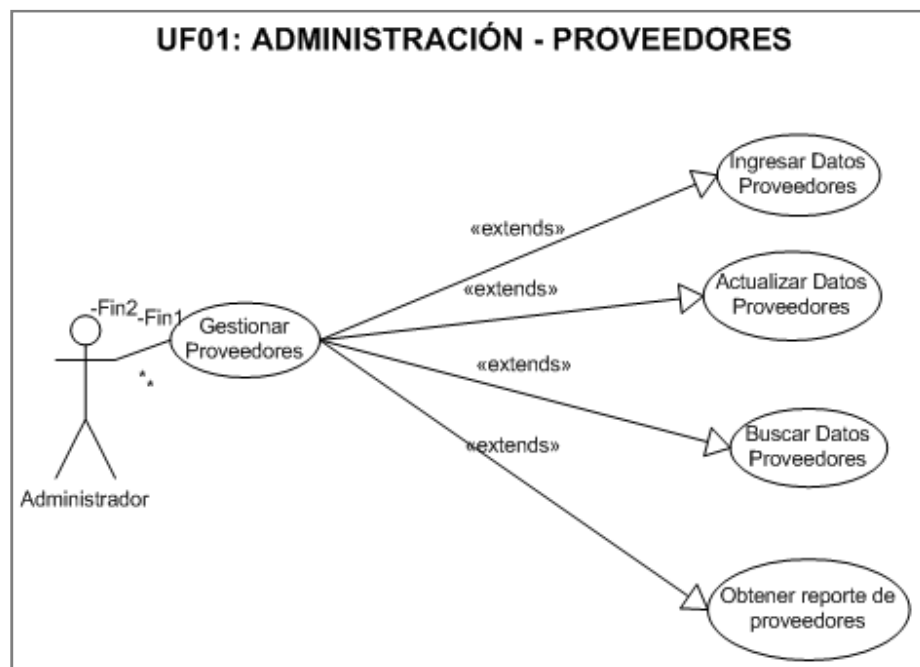 UF01: ADMINISTRACIÓN - PROVEEDORES
Ingresar Datos
Proveedores
«extends»
Actualizar Datos
Proveedores
«extends»
-Fin2
-Fin1
Gestionar
Proveedores
*
*
«extends»
Buscar Datos
Proveedores
«extends»
Administrador
Obtener reporte de
proveedores